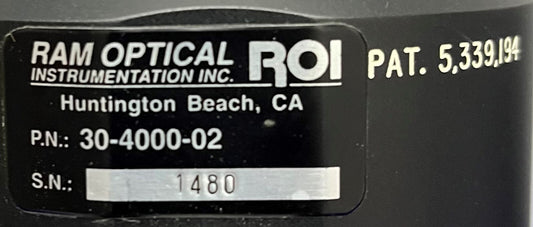 RAM OPTICAL ROI
INSTRUMENTATION INC.
PAT. 5,339,194
Huntington Beach, CA
P.N.: 30-4000-02
S.N.: 1480